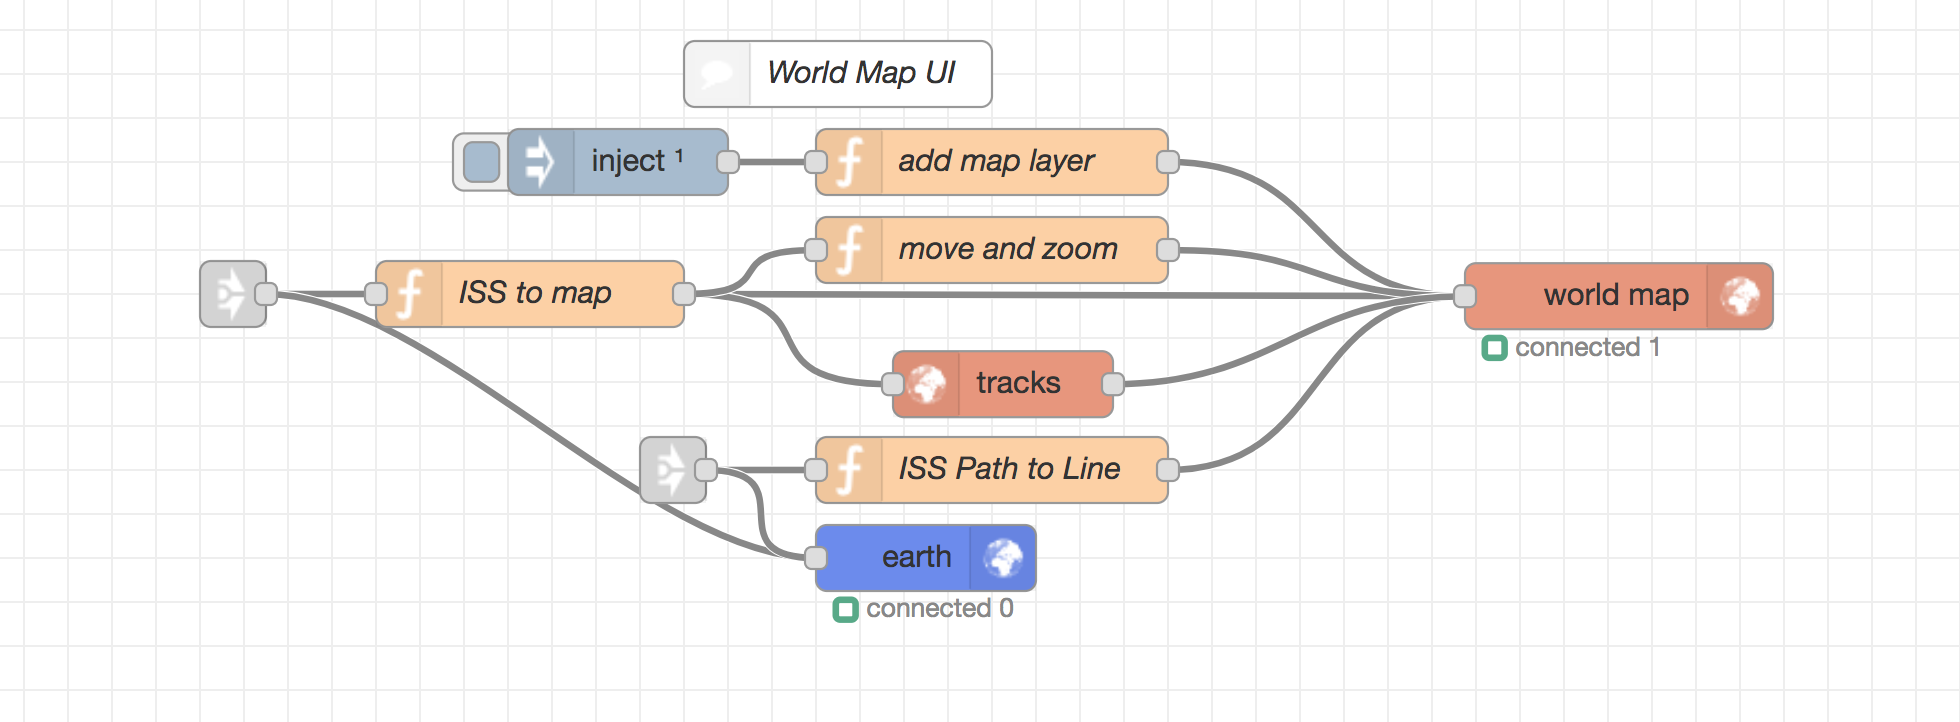 World Map UI
inject ¹
add map layer
move and zoom
ISS to map
world map
connected 1
tracks
ISS Path to Line
earth
connected 0